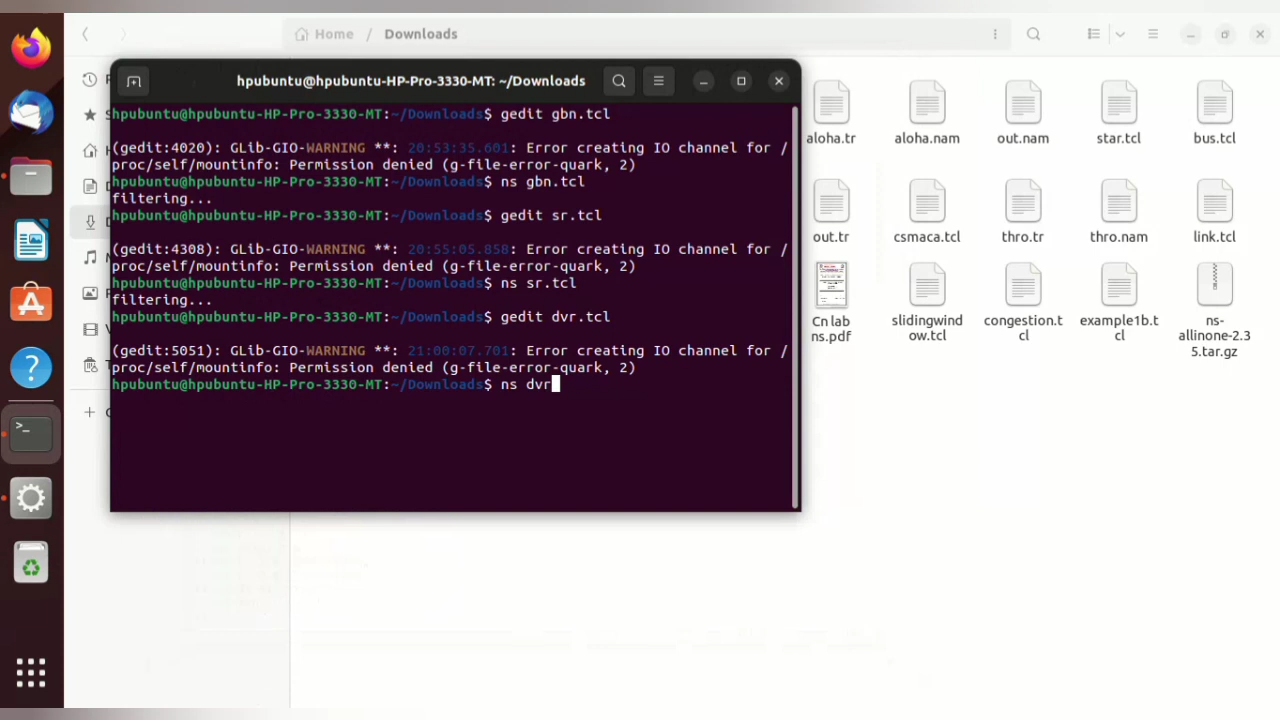 Home / Downloads
hpubuntu@hpubuntu-HP-Pro-3330-MT: ~/Downloads
hpubuntu@hpubuntu-HP-Pro-3330-MT:~/Downloads$ gedit gbn.tcl
(gedit:4020): GLib-GIO-WARNING **: 20:53:35.601: Error creating IO channel for /
proc/self/mountinfo: Permission denied (g-file-error-quark, 2)
hpubuntu@hpubuntu-HP-Pro-3330-MT:~/Downloads$ ns gbn.tcl
filtering...
hpubuntu@hpubuntu-HP-Pro-3330-MT:~/Downloads$ gedit sr.tcl
(gedit:4308): GLib-GIO-WARNING **: 20:55:05.858: Error creating IO channel for /
proc/self/mountinfo: Permission denied (g-file-error-quark, 2)
hpubuntu@hpubuntu-HP-Pro-3330-MT:~/Downloads$ ns sr.tcl
filtering...
hpubuntu@hpubuntu-HP-Pro-3330-MT:~/Downloads$ gedit dvr.tcl
(gedit:5051): GLib-GIO-WARNING **: 21:00:07.701: Error creating IO channel for /
proc/self/mountinfo: Permission denied (g-file-error-quark, 2)
hpubuntu@hpubuntu-HP-Pro-3330-MT:~/Downloads$ ns dvr
aloha.tr aloha.nam out.nam star.tcl bus.tcl
out.tr csmaca.tcl thro.tr thro.nam link.tcl
Cn lab
ns.pdf
slidingwind
ow.tcl
congestion.t
cl
example1b.t
cl
ns-
allinone-2.3
5.tar.gz